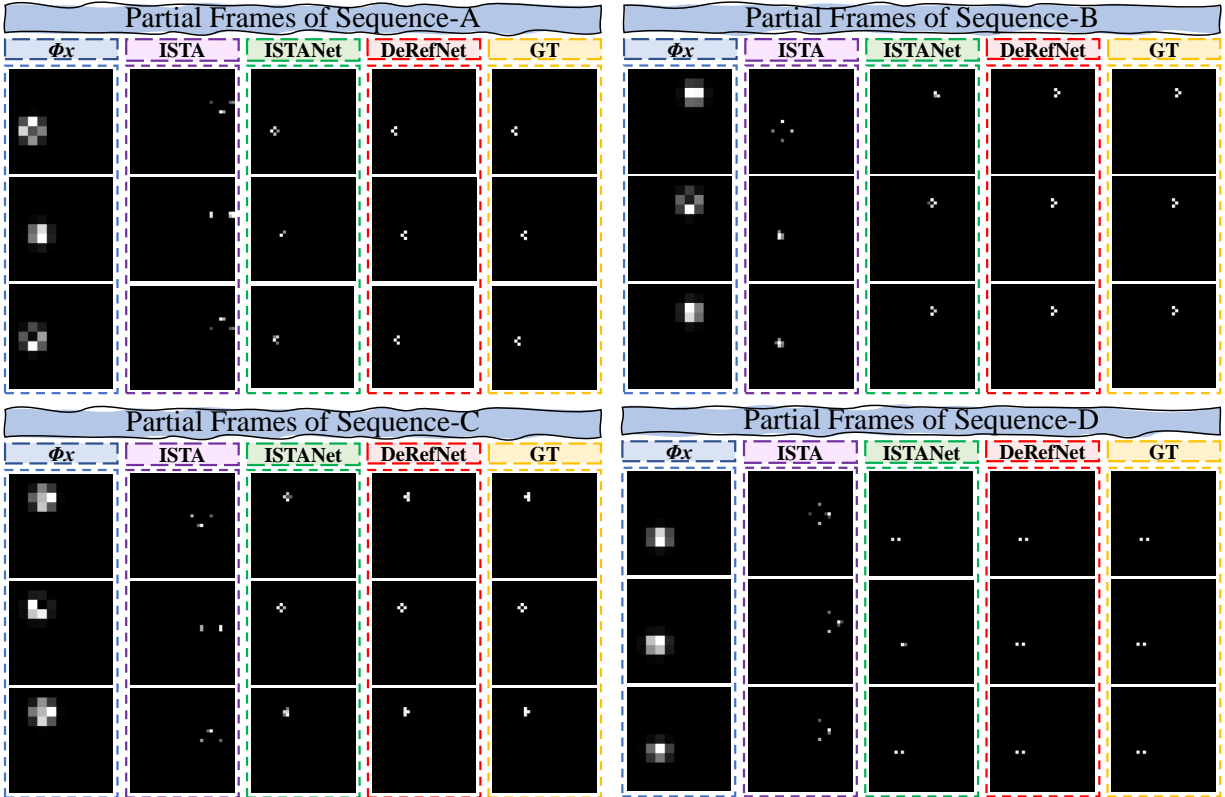 Partial Frames of Sequence-A
Φx ISTA ISTANet DeRefNet GT
Partial Frames of Sequence-B
Φx ISTA ISTANet DeRefNet GT
Partial Frames of Sequence-C
Φx ISTA ISTANet DeRefNet GT
Partial Frames of Sequence-D
Φx ISTA ISTANet DeRefNet GT